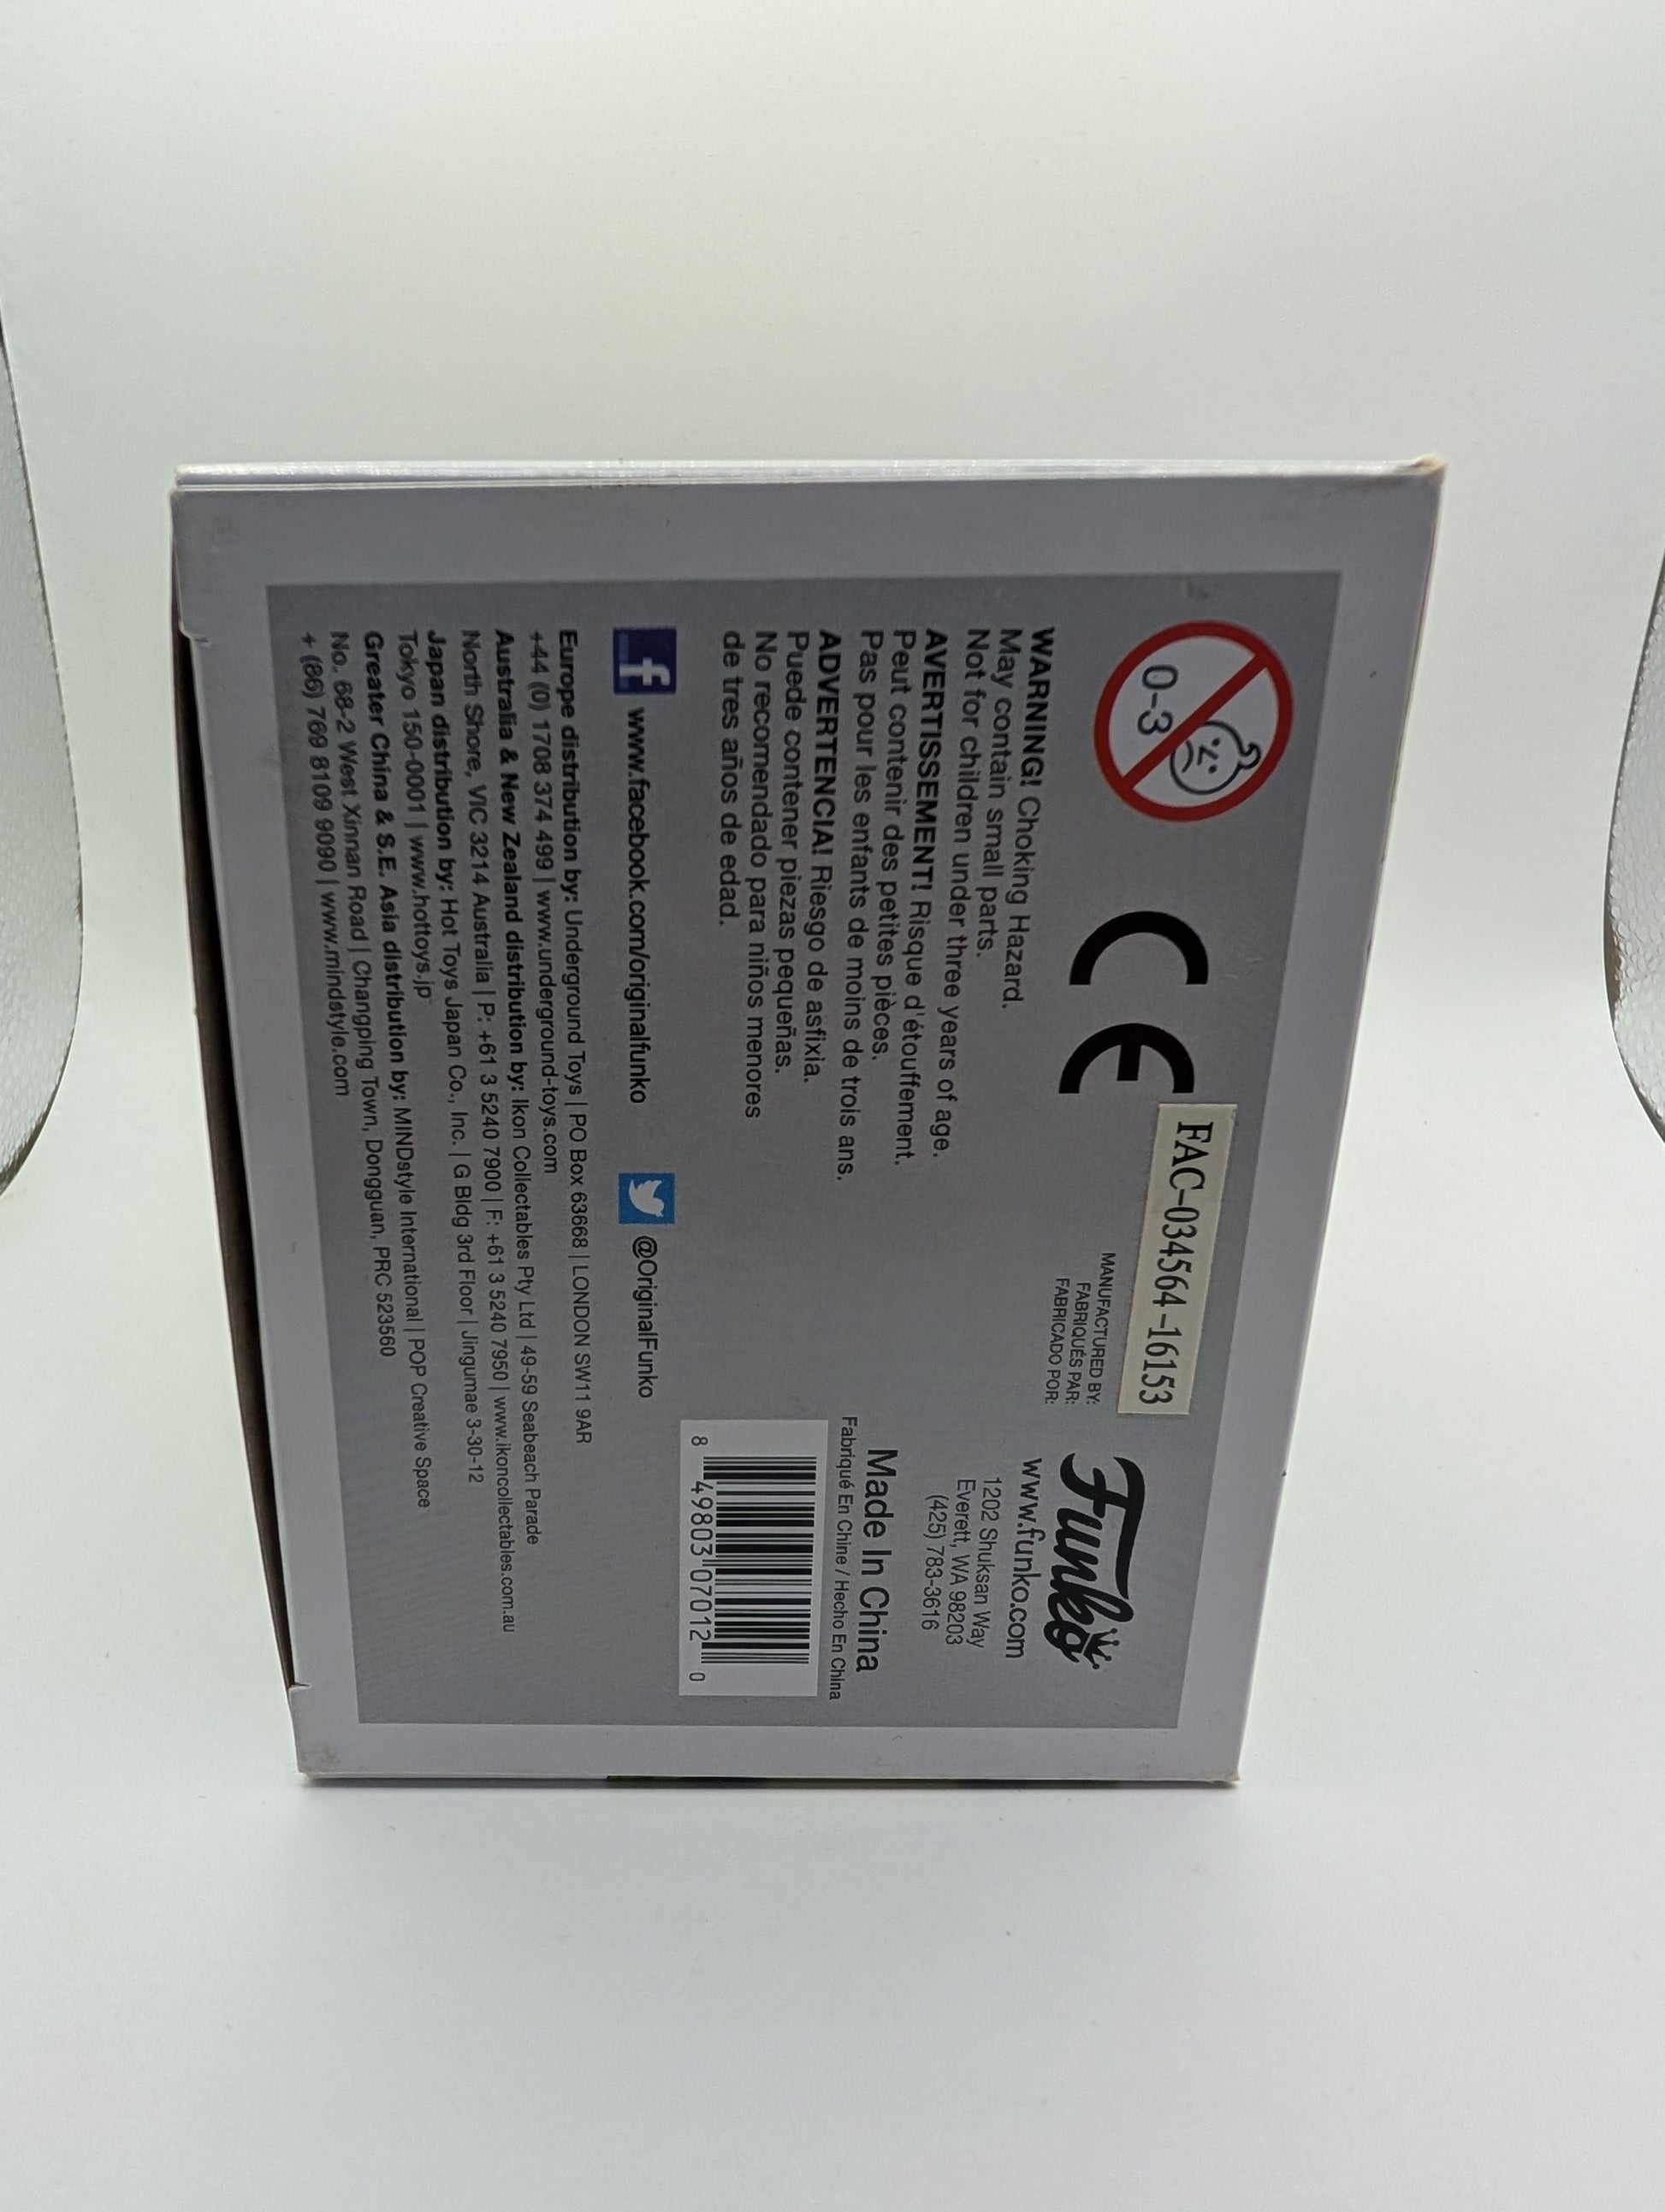 0-3
CE
FAC-034564-16153
MANUFACTURED BY:
FABRIQUÉS PAR:
FABRICADO POR:
Funko
www.funko.com
1202 Shuksan Way
Everett, WA 98203
(425) 783-3616
WARNING! Choking Hazard.
May contain small parts.
Not for children under three years of age.
AVERTISSEMENT! Risque d'étouffement.
Peut contenir des petites pièces.
Pas pour les enfants de moins de trois ans.
ADVERTENCIA! Riesgo de asfixia.
Puede contener piezas pequeñas.
No recomendado para niños menores
de tres años de edad.
Made In China
Fabriqué En Chine / Hecho En China
8 49803 07012 0
f www.facebook.com/originalfunko
@OriginalFunko
Europe distribution by: Underground Toys | PO Box 63668 | LONDON SW11 9AR
+44 (0) 1708 374 499 | www.underground-toys.com
Australia & New Zealand distribution by: Ikon Collectables Pty Ltd | 49-59 Seabeach Parade
North Shore, VIC 3214 Australia | P: +61 3 5240 7900 | F: +61 3 5240 7950 | www.ikoncollectables.com.au
Japan distribution by: Hot Toys Japan Co., Inc. | G Bldg 3rd Floor | Jingumae 3-30-12
Tokyo 150-0001 | www.hottoys.jp
Greater China & S.E. Asia distribution by: MINDstyle International | POP Creative Space
No. 68-2 West Xinnan Road | Changping Town, Dongguan, PRC 523560
+ (86) 769 8109 9090 | www.mindstyle.com